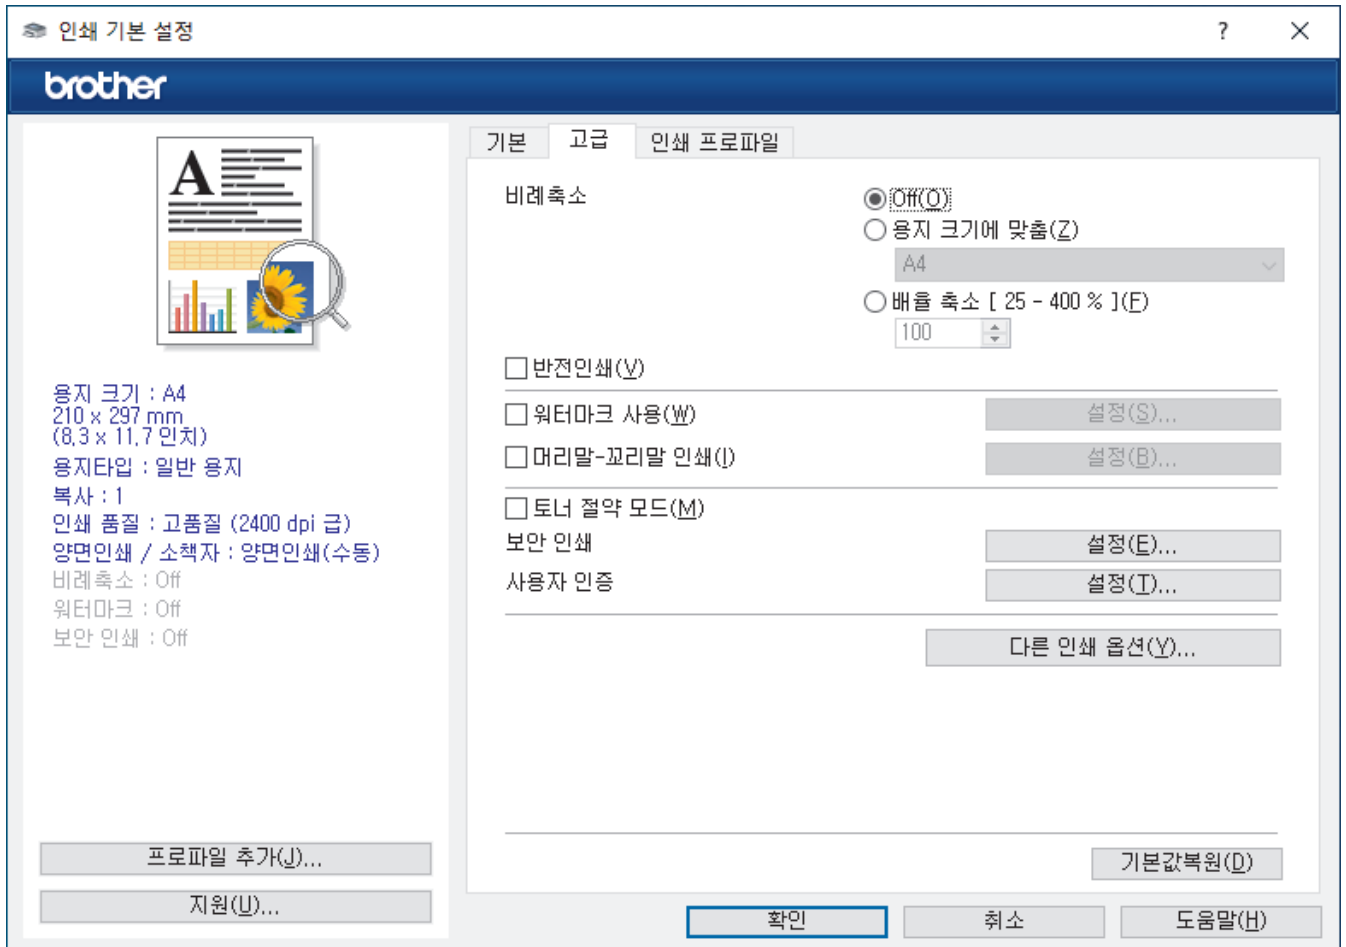 인쇄 기본 설정
?
brother
A
용지 크기 : A4
210 x 297 mm
(8.3 x 11.7 인치)
용지타입 : 일반 용지
복사 : 1
인쇄 품질 : 고품질 (2400 dpi 급)
양면인쇄 / 소책자 : 양면인쇄(수동)
비례축소 : Off
워터마크 : Off
보안 인쇄 : Off
프로파일 추가(J)...
지원(U)...
기본 고급 인쇄 프로파일
비례축소
Off(O)
용지 크기에 맞춤(Z)
A4
배율 축소 [ 25 - 400 % ](F)
100
반전인쇄(V)
워터마크 사용(W) 설정(S)...
머리말-꼬리말 인쇄(I) 설정(B)...
토너 절약 모드(M)
보안 인쇄 설정(E)...
사용자 인증 설정(T)...
다른 인쇄 옵션(Y)...
기본값복원(D)
확인 취소 도움말(H)